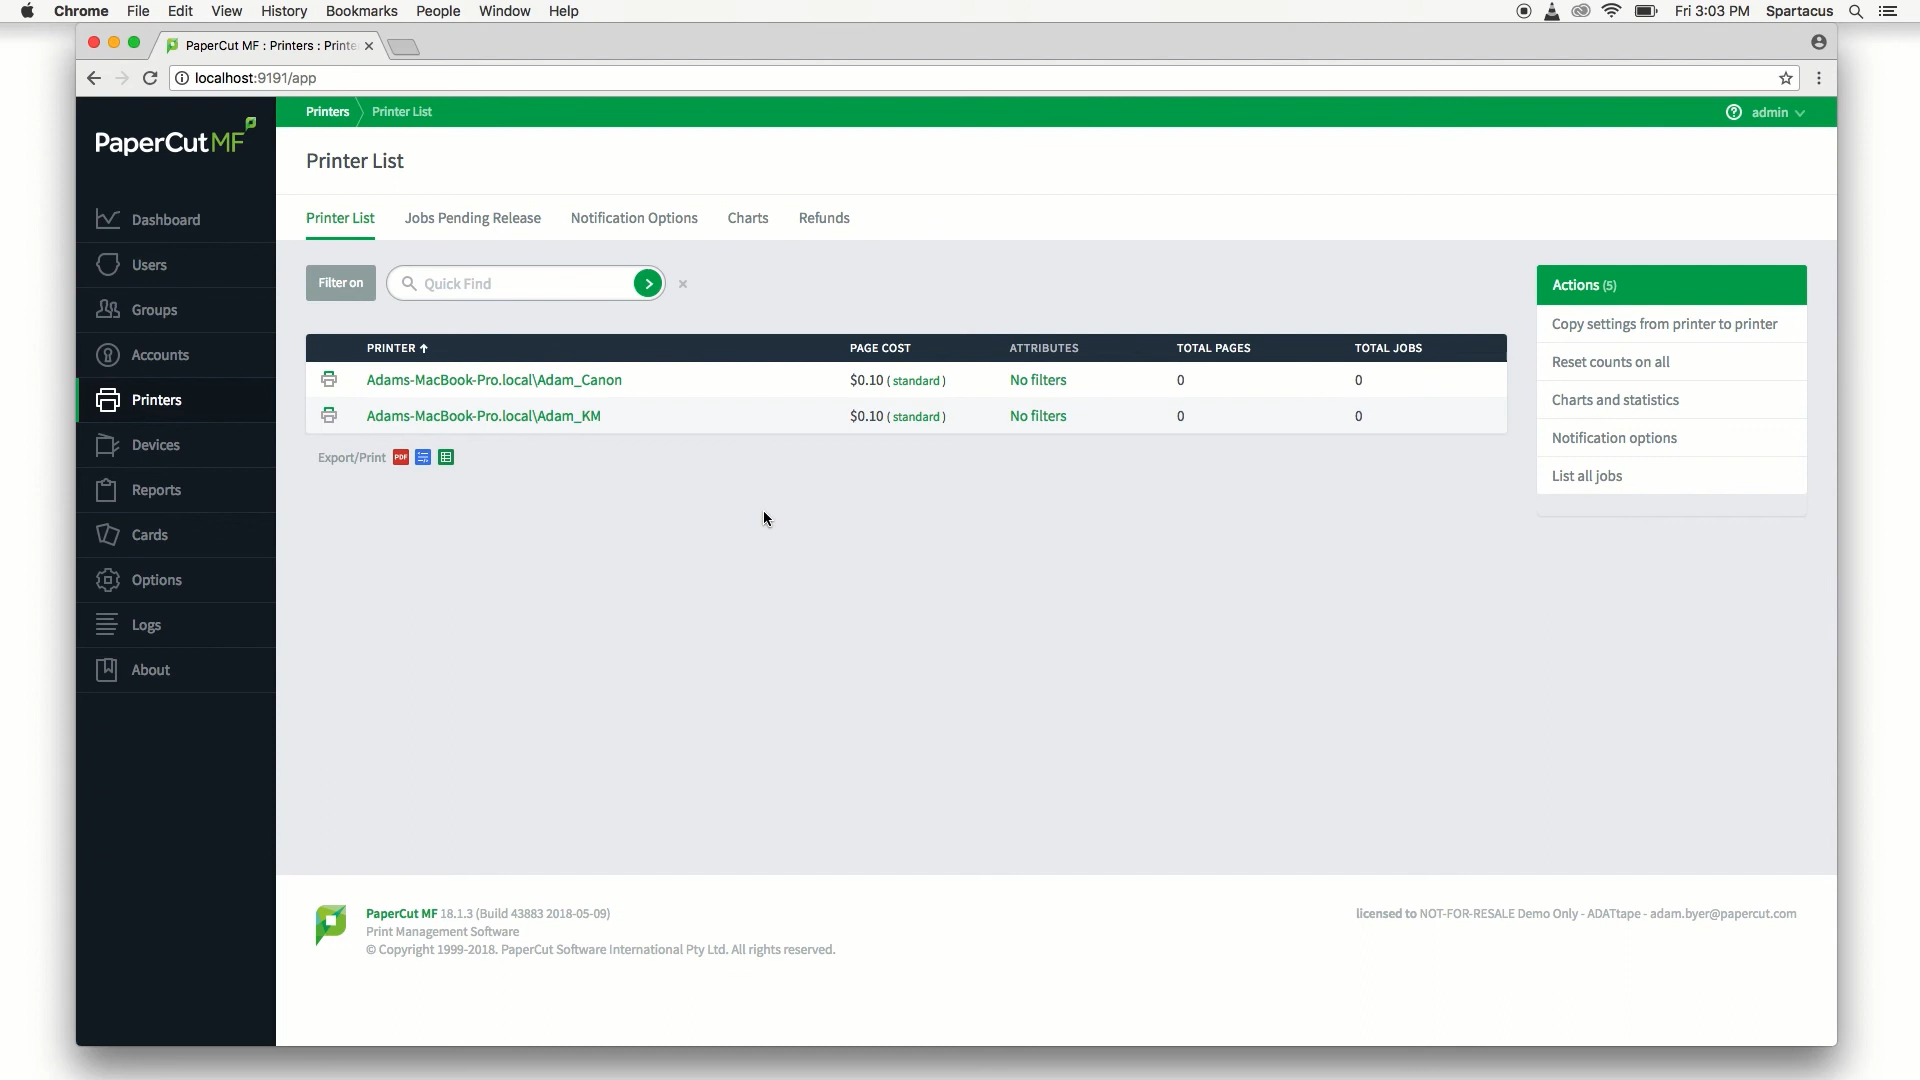 Chrome File Edit View History Bookmarks People Window Help Fri 3:03 PM Spartacus
PaperCut MF : Printers : Printe
localhost:9191/app
PaperCut MF
Printers Printer List admin
Printer List
Dashboard
Users
Groups
Accounts
Printers
Devices
Reports
Cards
Options
Logs
About
Printer List Jobs Pending Release Notification Options Charts Refunds
Filter on Quick Find
PRINTER PAGE COST ATTRIBUTES TOTAL PAGES TOTAL JOBS
Adams-MacBook-Pro.local\Adam_Canon $0.10 ( standard ) No filters 0 0
Adams-MacBook-Pro.local\Adam_KM $0.10 ( standard ) No filters 0 0
Export/Print PDF
Actions (5)
Copy settings from printer to printer
Reset counts on all
Charts and statistics
Notification options
List all jobs
PaperCut MF 18.1.3 (Build 43883 2018-05-09) licensed to NOT-FOR-RESALE Demo Only - ADATtape - adam.byer@papercut.com
Print Management Software
© Copyright 1999-2018. PaperCut Software International Pty Ltd. All rights reserved.